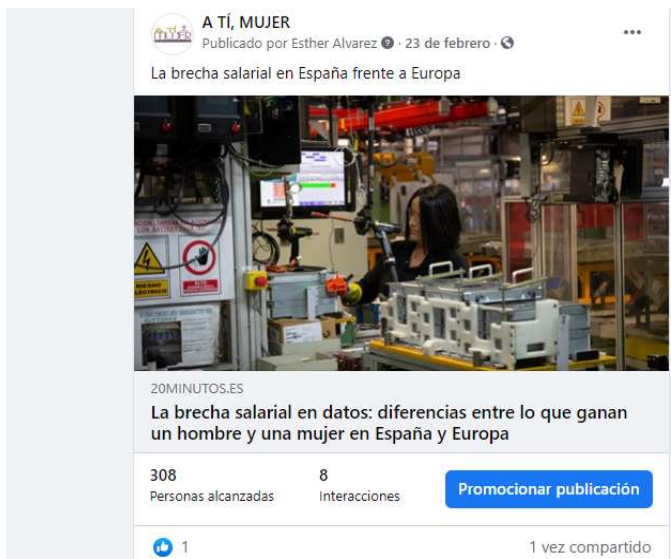 A TÍ, MUJER
Publicado por Esther Alvarez · 23 de febrero ·
La brecha salarial en España frente a Europa
RIESGO
ELÉCTRICO
20MINUTOS.ES
La brecha salarial en datos: diferencias entre lo que ganan
un hombre y una mujer en España y Europa
308
Personas alcanzadas
8
Interacciones
Promocionar publicación
1
1 vez compartido